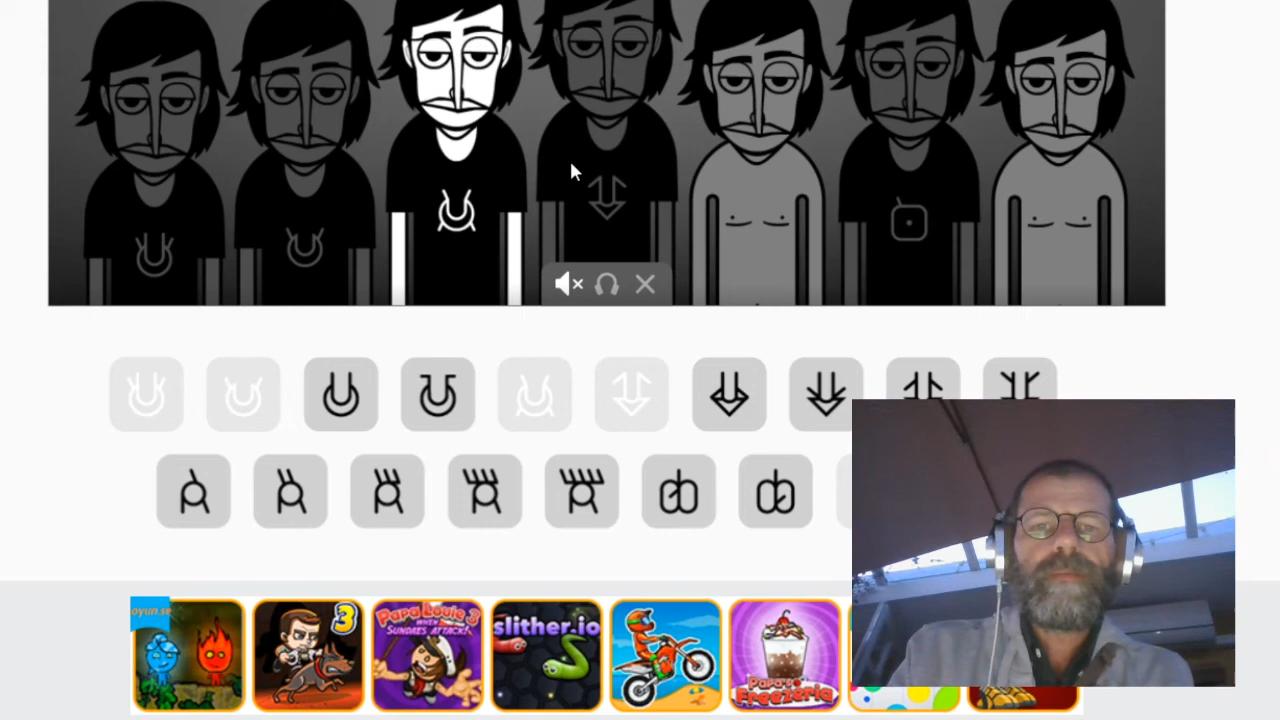 oyun.se
3
Papa Louie 3
WHEN
SUNDAES ATTACK!
slither.io
Papa's
Freezeria